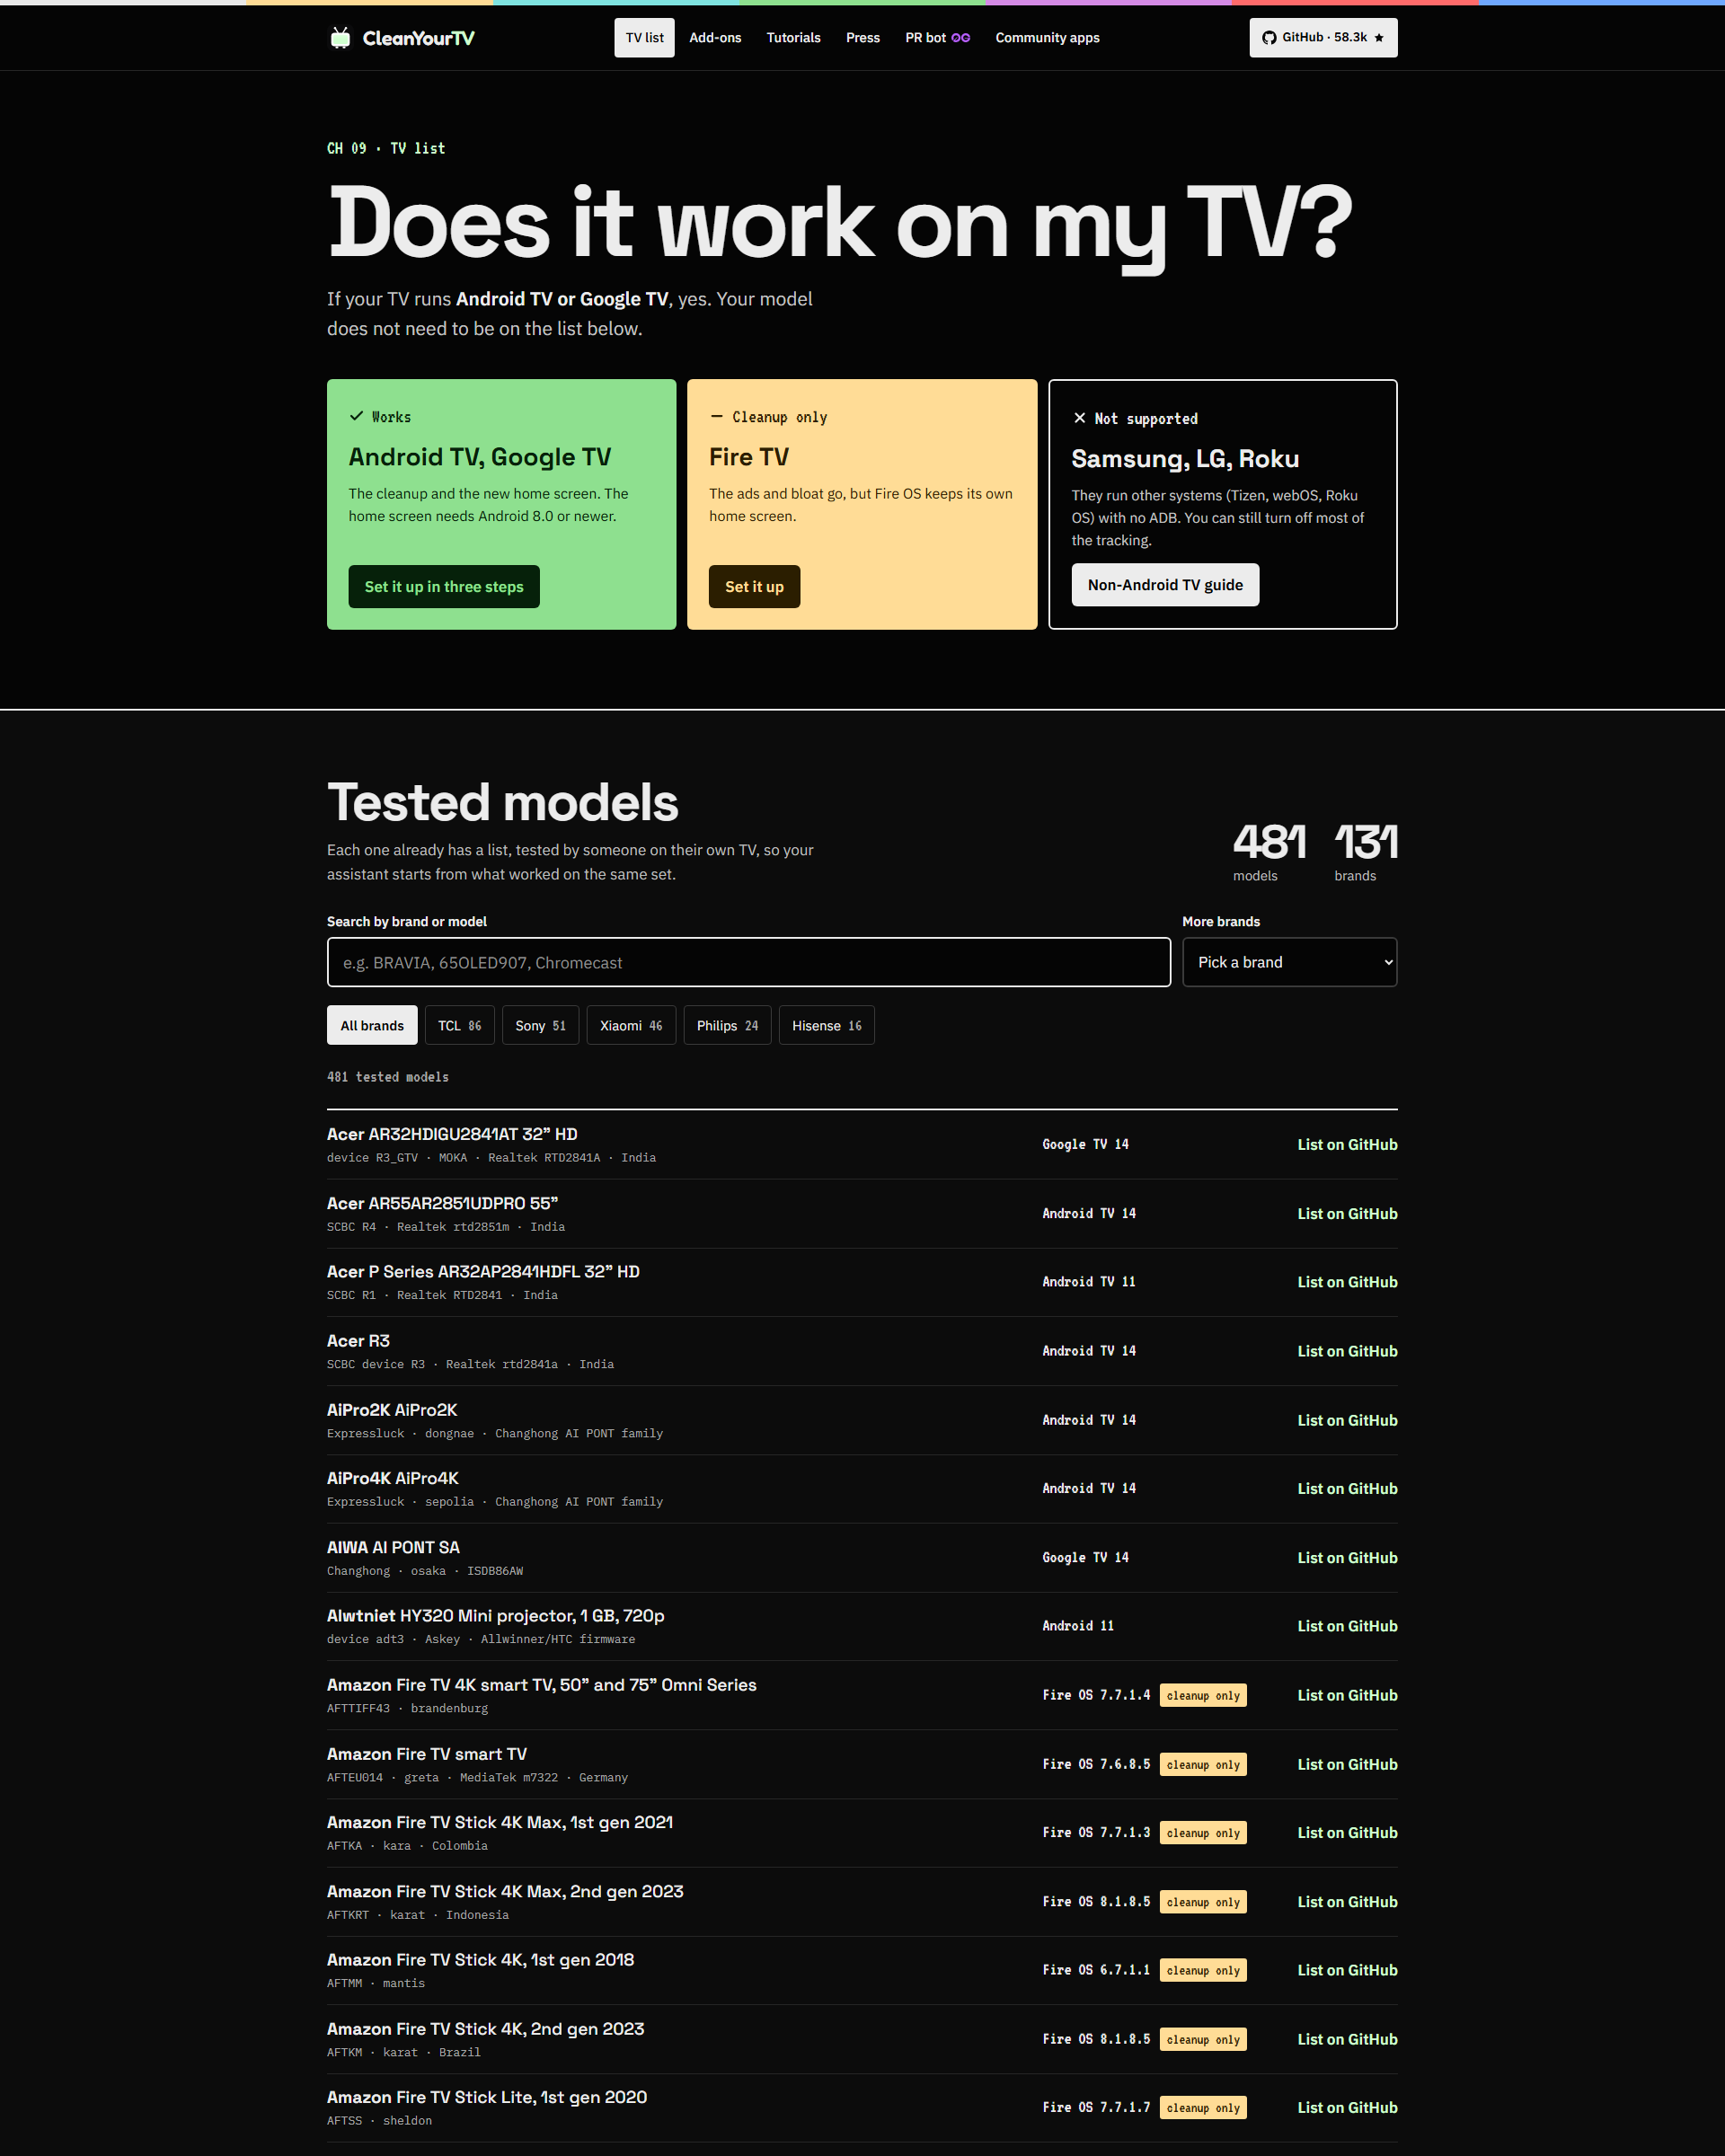 CleanYourTV
TV list
Add-ons
Tutorials
Press
PR bot
Community apps
GitHub · 58.3k ★
CH 09 · TV list
Does it work on my TV?
If your TV runs Android TV or Google TV, yes. Your model
does not need to be on the list below.
✓ Works
Android TV, Google TV
The cleanup and the new home screen. The
home screen needs Android 8.0 or newer.
Set it up in three steps
– Cleanup only
Fire TV
The ads and bloat go, but Fire OS keeps its own
home screen.
Set it up
✕ Not supported
Samsung, LG, Roku
They run other systems (Tizen, webOS, Roku
OS) with no ADB. You can still turn off most of
the tracking.
Non-Android TV guide
Tested models
Each one already has a list, tested by someone on their own TV, so your
assistant starts from what worked on the same set.
481
models
131
brands
Search by brand or model
e.g. BRAVIA, 65OLED907, Chromecast
More brands
Pick a brand
All brands
TCL 86
Sony 51
Xiaomi 46
Philips 24
Hisense 16
481 tested models
Acer AR32HDIGU2841AT 32” HD
device R3_GTV · MOKA · Realtek RTD2841A · India
Google TV 14
List on GitHub
Acer AR55AR2851UDPRO 55”
SCBC R4 · Realtek rtd2851m · India
Android TV 14
List on GitHub
Acer P Series AR32AP2841HDFL 32” HD
SCBC R1 · Realtek RTD2841 · India
Android TV 11
List on GitHub
Acer R3
SCBC device R3 · Realtek rtd2841a · India
Android TV 14
List on GitHub
AiPro2K AiPro2K
Expressluck · dongnae · Changhong AI PONT family
Android TV 14
List on GitHub
AiPro4K AiPro4K
Expressluck · sepolia · Changhong AI PONT family
Android TV 14
List on GitHub
AIWA AI PONT SA
Changhong · osaka · ISDB86AW
Google TV 14
List on GitHub
Alwtniet HY320 Mini projector, 1 GB, 720p
device adt3 · Askey · Allwinner/HTC firmware
Android 11
List on GitHub
Amazon Fire TV 4K smart TV, 50” and 75” Omni Series
AFTTIFF43 · brandenburg
Fire OS 7.7.1.4 cleanup only
List on GitHub
Amazon Fire TV smart TV
AFTEU014 · greta · MediaTek m7322 · Germany
Fire OS 7.6.8.5 cleanup only
List on GitHub
Amazon Fire TV Stick 4K Max, 1st gen 2021
AFTKA · kara · Colombia
Fire OS 7.7.1.3 cleanup only
List on GitHub
Amazon Fire TV Stick 4K Max, 2nd gen 2023
AFTKRT · karat · Indonesia
Fire OS 8.1.8.5 cleanup only
List on GitHub
Amazon Fire TV Stick 4K, 1st gen 2018
AFTMM · mantis
Fire OS 6.7.1.1 cleanup only
List on GitHub
Amazon Fire TV Stick 4K, 2nd gen 2023
AFTKM · karat · Brazil
Fire OS 8.1.8.5 cleanup only
List on GitHub
Amazon Fire TV Stick Lite, 1st gen 2020
AFTSS · sheldon
Fire OS 7.7.1.7 cleanup only
List on GitHub